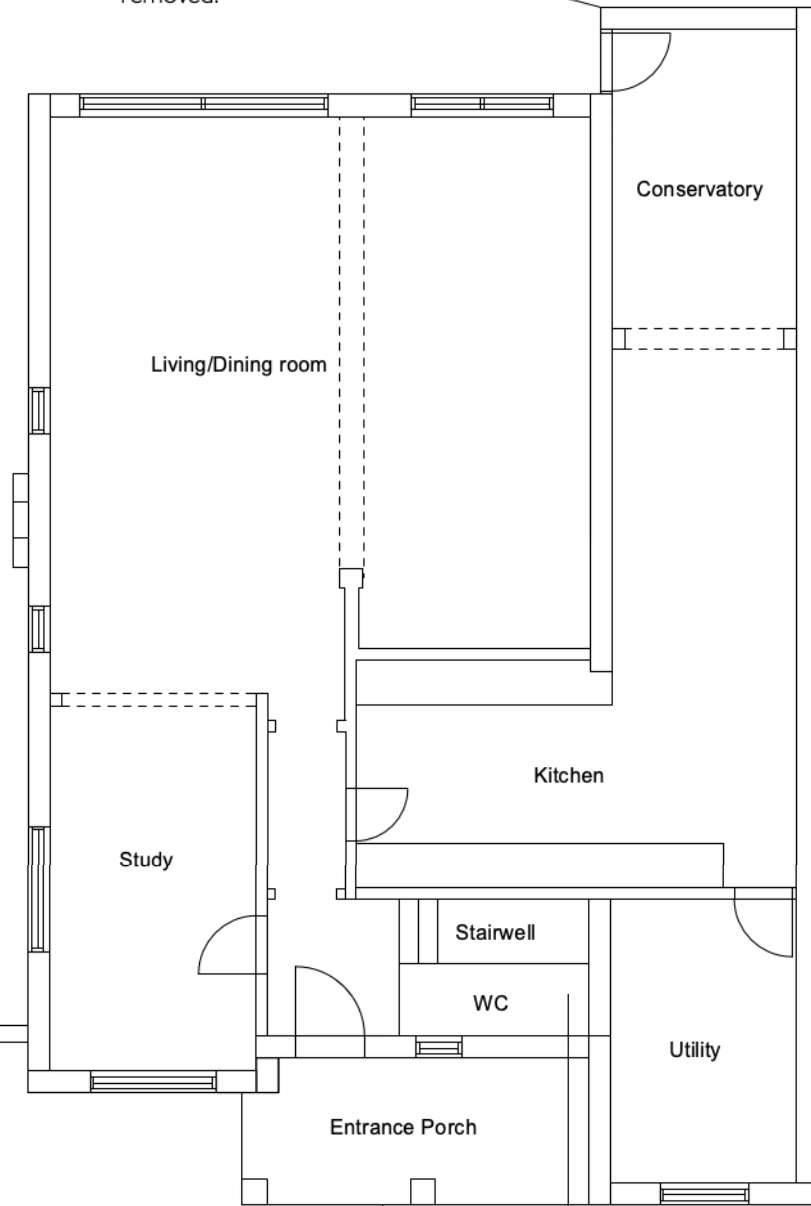 removed.
Conservatory
Living/Dining room
Kitchen
Study
Stairwell
WC
Utility
Entrance Porch